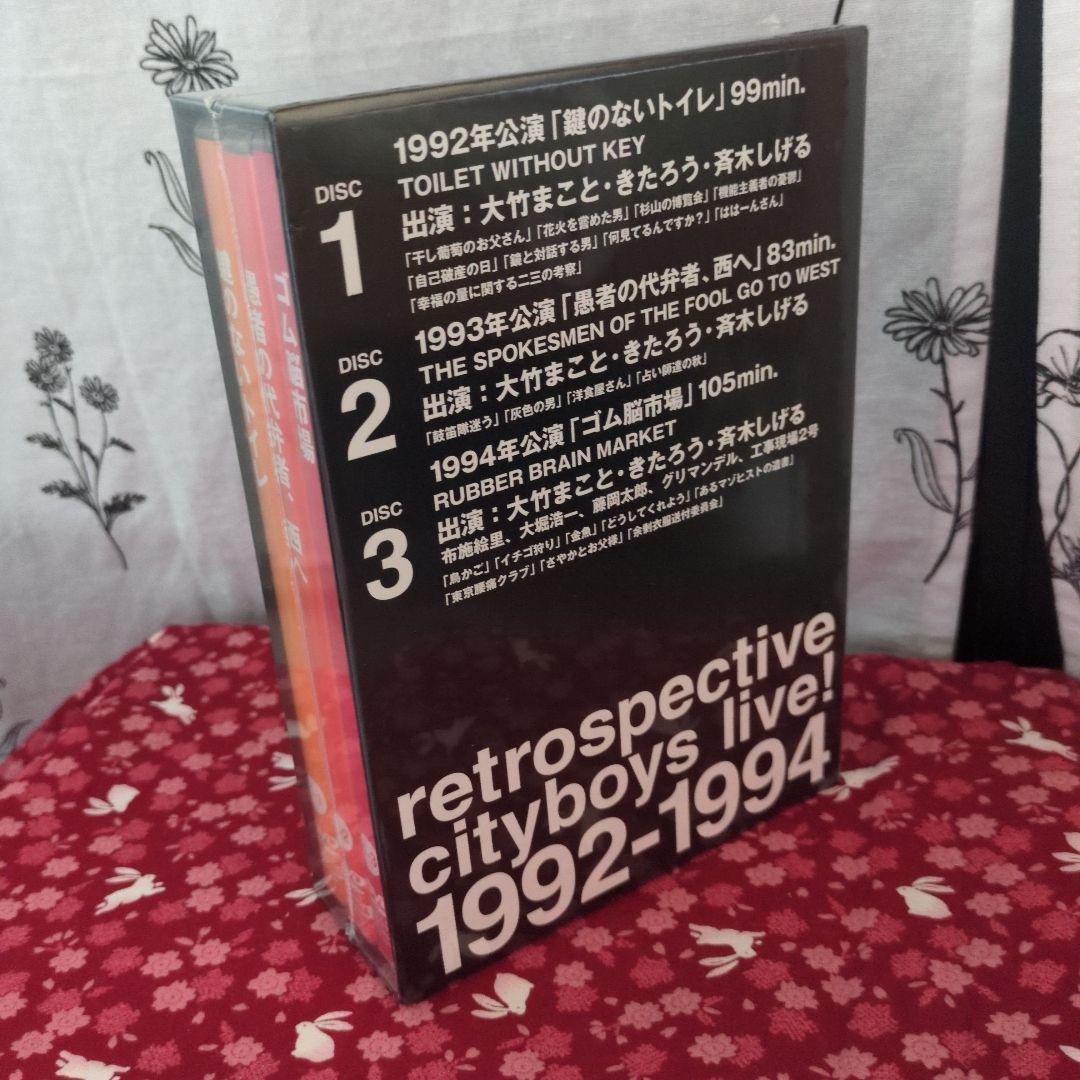 DISC
1
1992年公演「鍵のないトイレ」99min.
TOILET WITHOUT KEY
出演:大竹まこと・きたろう・斉木しげる
「干し葡萄のお父さん」「花火を嘗めた男」「杉山の博覧会」「機能主義者の憂鬱」
「自己破産の日」「鏡と対話する男」「何見てるんですか?」「ははーんさん」
「幸福の量に関する二三の考察」
DISC
2
1993年公演「愚者の代弁者、西へ」83min.
THE SPOKESMEN OF THE FOOL GO TO WEST
出演:大竹まこと・きたろう・斉木しげる
「鼓笛隊迷う」「灰色の男」「洋食屋さん」「占い師達の秋」
DISC
3
1994年公演「ゴム脳市場」105min.
RUBBER BRAIN MARKET
出演:大竹まこと・きたろう・斉木しげる
布施絵里、大堀浩一、藤岡太郎、グリマンデル、工事現場2号
「鳥かご」「イチゴ狩り」「金魚」「どうしてくれよう」「あるマゾヒストの遺書」
「東京腰痛クラブ」「さやかとお父様」「余剰衣服送付委員会」
retrospective
cityboys live!
1992-1994
ゴム脳市場
愚者の代弁者、西へ
鍵のないトイレ